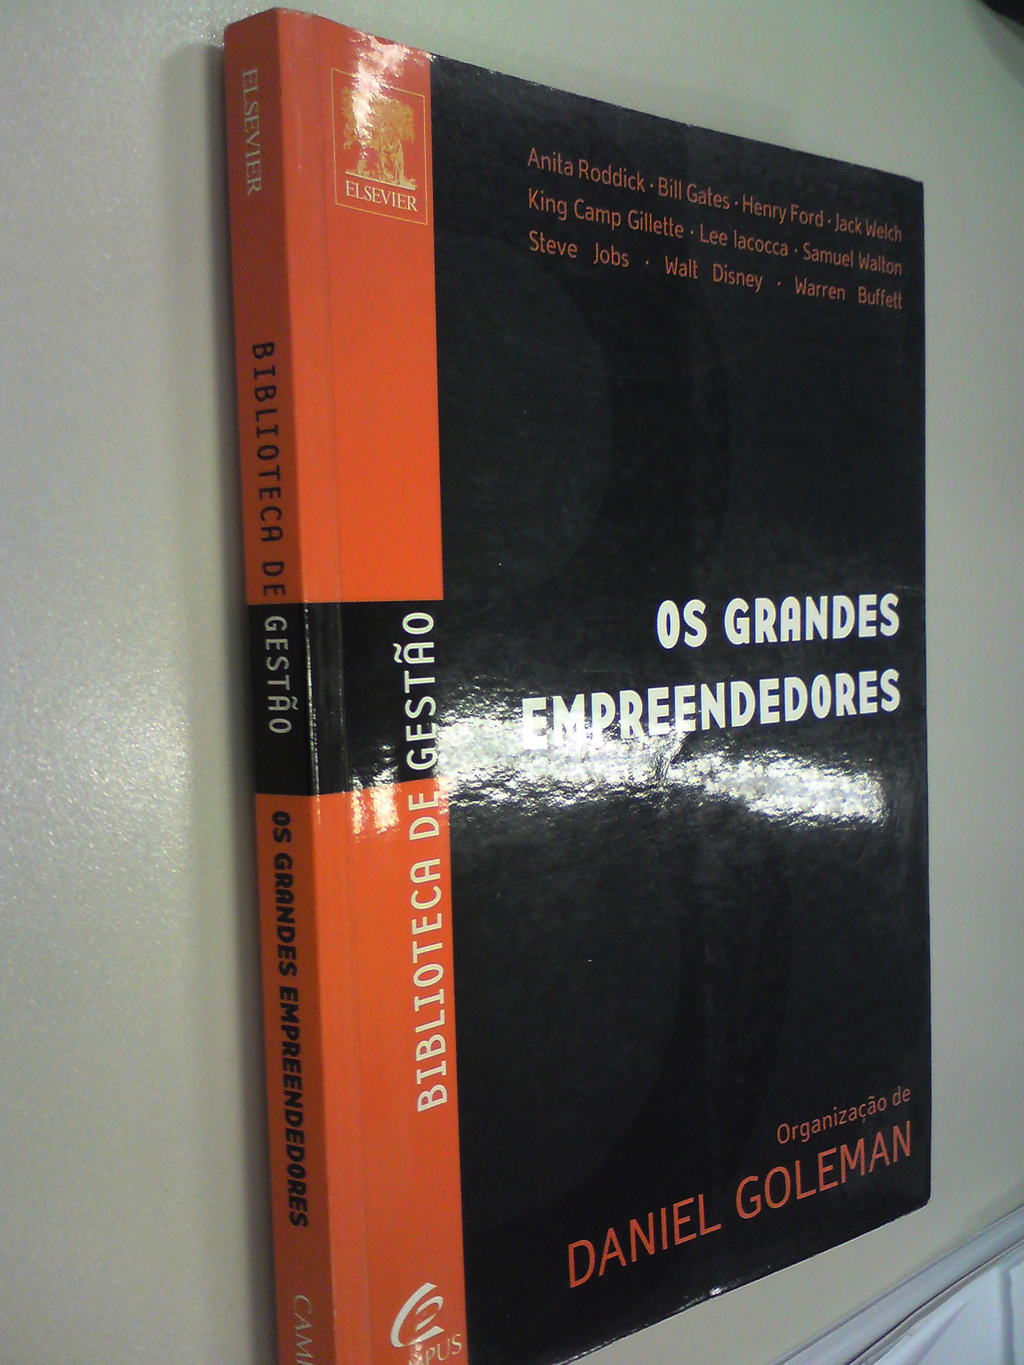 ELSEVIER
BIBLIOTECA DE GESTÃO
OS GRANDES EMPREENDEDORES
ELSEVIER
BIBLIOTECA DE GESTÃO
Anita Roddick · Bill Gates · Henry Ford · Jack Welch
King Camp Gillette · Lee Iacocca · Samuel Walton
Steve Jobs · Walt Disney · Warren Buffett
OS GRANDES
EMPREENDEDORES
Organização de
DANIEL GOLEMAN